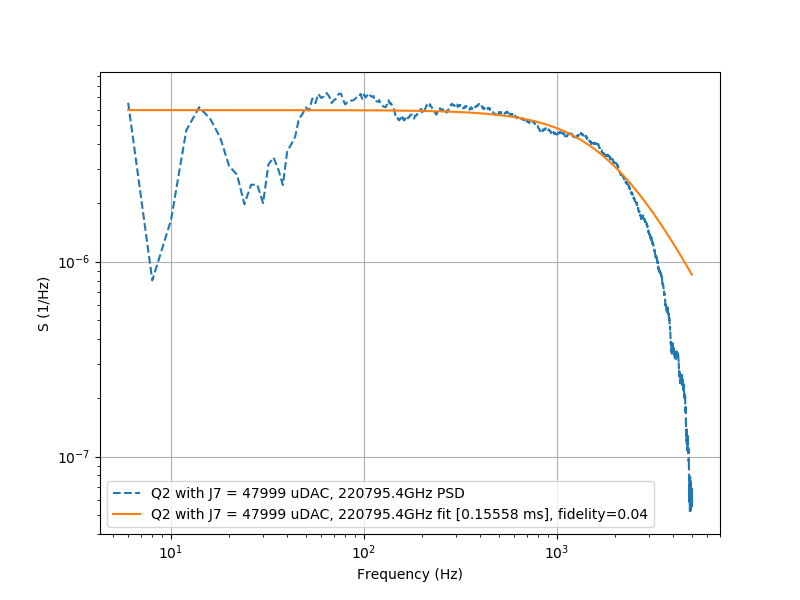 S (1/Hz)
10⁻⁶
10⁻⁷
Q2 with J7 = 47999 uDAC, 220795.4GHz PSD
Q2 with J7 = 47999 uDAC, 220795.4GHz fit [0.15558 ms], fidelity=0.04
10¹
10²
10³
Frequency (Hz)